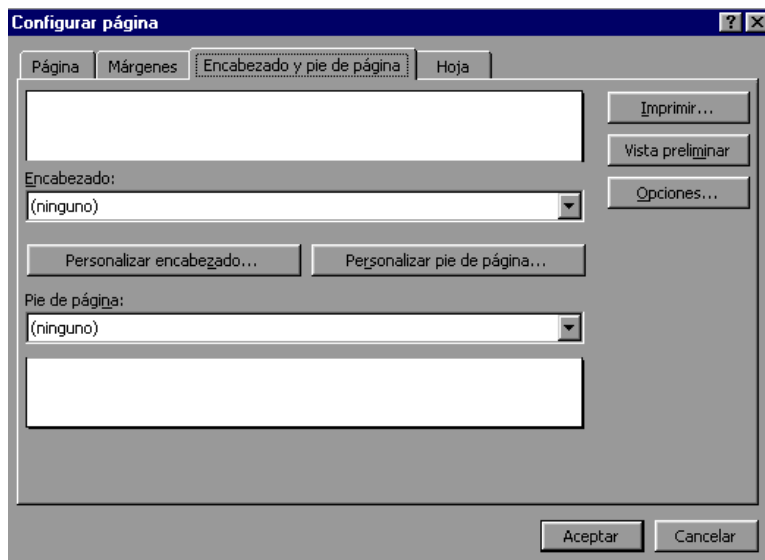 Configurar página
Página Márgenes Encabezado y pie de página Hoja
Imprimir...
Vista preliminar
Encabezado:
Opciones...
(ninguno)
Personalizar encabezado... Personalizar pie de página...
Pie de página:
(ninguno)
Aceptar Cancelar